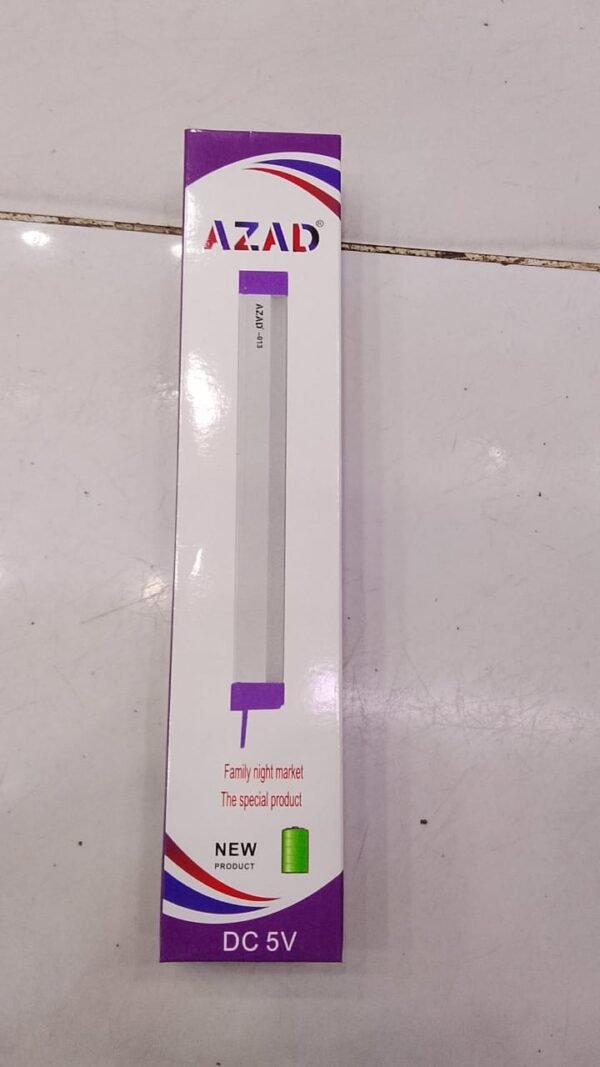 AZAD®
AZAD-013
Family night market
The special product
NEW
PRODUCT
DC 5V